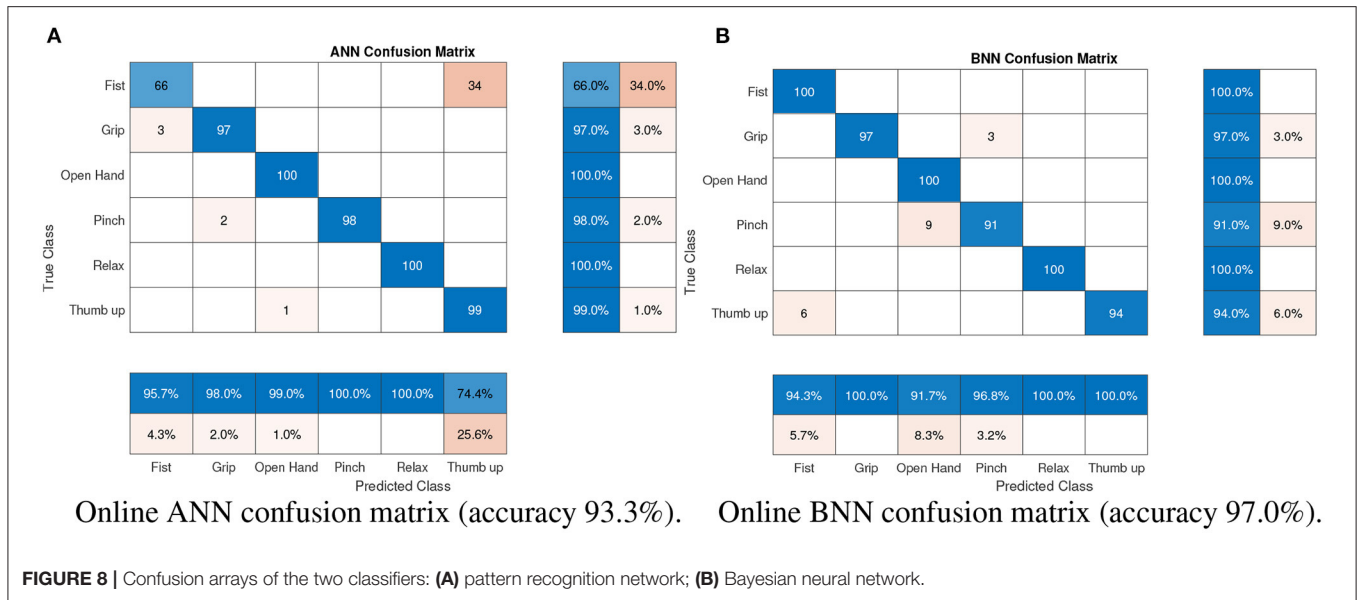 A
ANN Confusion Matrix
Fist 66 34 66.0% 34.0%
Grip 3 97 97.0% 3.0%
Open Hand 100 100.0%
Pinch 2 98 98.0% 2.0%
Relax 100 100.0%
Thumb up 1 99 99.0% 1.0%
True Class
95.7% 98.0% 99.0% 100.0% 100.0% 74.4%
4.3% 2.0% 1.0% 25.6%
Fist Grip Open Hand Pinch Relax Thumb up
Predicted Class
Online ANN confusion matrix (accuracy 93.3%).
B
BNN Confusion Matrix
Fist 100 100.0%
Grip 97 3 97.0% 3.0%
Open Hand 100 100.0%
Pinch 9 91 91.0% 9.0%
Relax 100 100.0%
Thumb up 6 94 94.0% 6.0%
True Class
94.3% 100.0% 91.7% 96.8% 100.0% 100.0%
5.7% 8.3% 3.2%
Fist Grip Open Hand Pinch Relax Thumb up
Predicted Class
Online BNN confusion matrix (accuracy 97.0%).
FIGURE 8 | Confusion arrays of the two classifiers: (A) pattern recognition network; (B) Bayesian neural network.